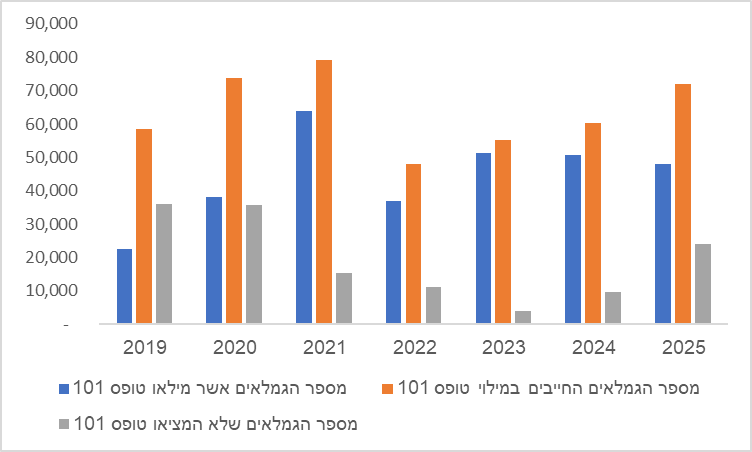 90,000
80,000
70,000
60,000
50,000
40,000
30,000
20,000
10,000
-
2019 2020 2021 2022 2023 2024 2025
מספר הגמלאים אשר מילאו טופס 101
מספר הגמלאים החייבים במילוי טופס 101
מספר הגמלאים שלא המציאו טופס 101